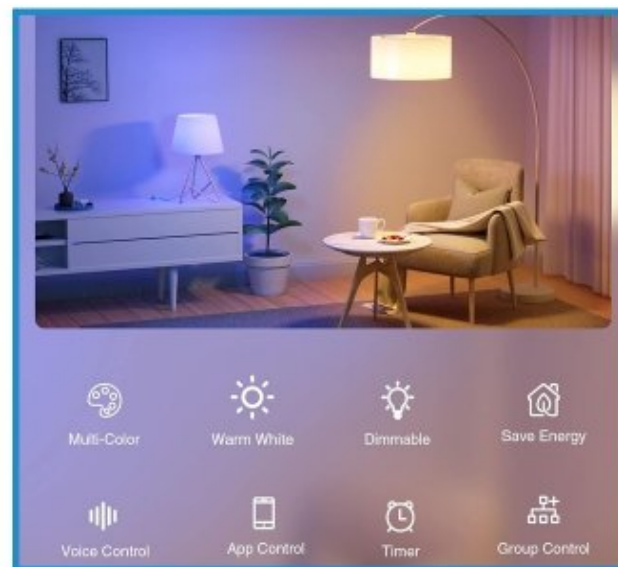 Multi-Color
Warm White
Dimmable
Save Energy
Voice Control
App Control
Timer
Group Control